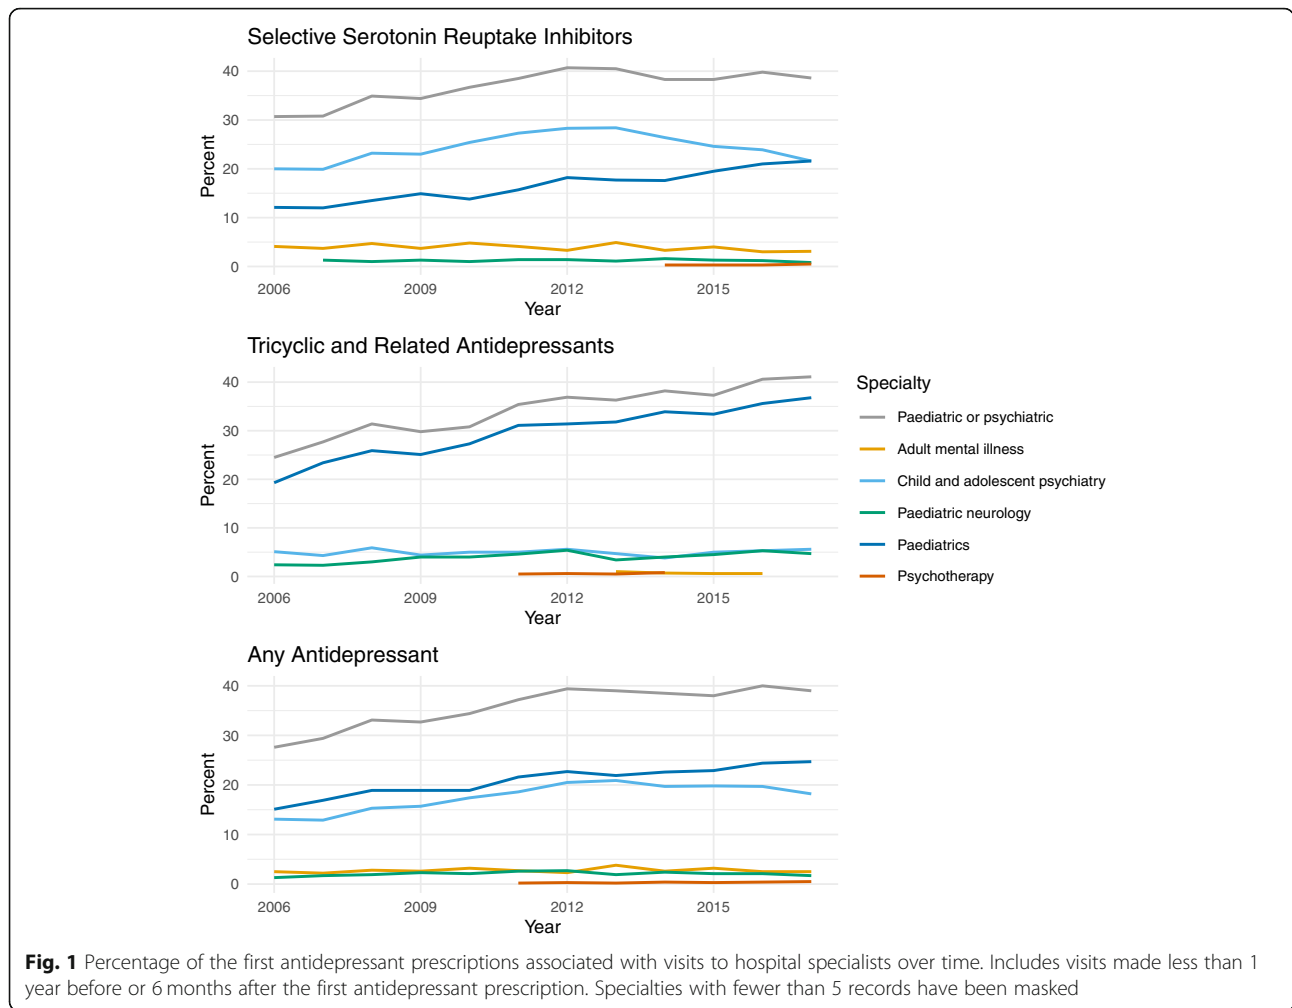 Selective Serotonin Reuptake Inhibitors
40
30
20
10
0
Percent
2006 2009 2012 2015
Year
Tricyclic and Related Antidepressants
40
30
20
10
0
Percent
2006 2009 2012 2015
Year
Specialty
Paediatric or psychiatric
Adult mental illness
Child and adolescent psychiatry
Paediatric neurology
Paediatrics
Psychotherapy
Any Antidepressant
40
30
20
10
0
Percent
2006 2009 2012 2015
Year
Fig. 1 Percentage of the first antidepressant prescriptions associated with visits to hospital specialists over time. Includes visits made less than 1
year before or 6 months after the first antidepressant prescription. Specialties with fewer than 5 records have been masked